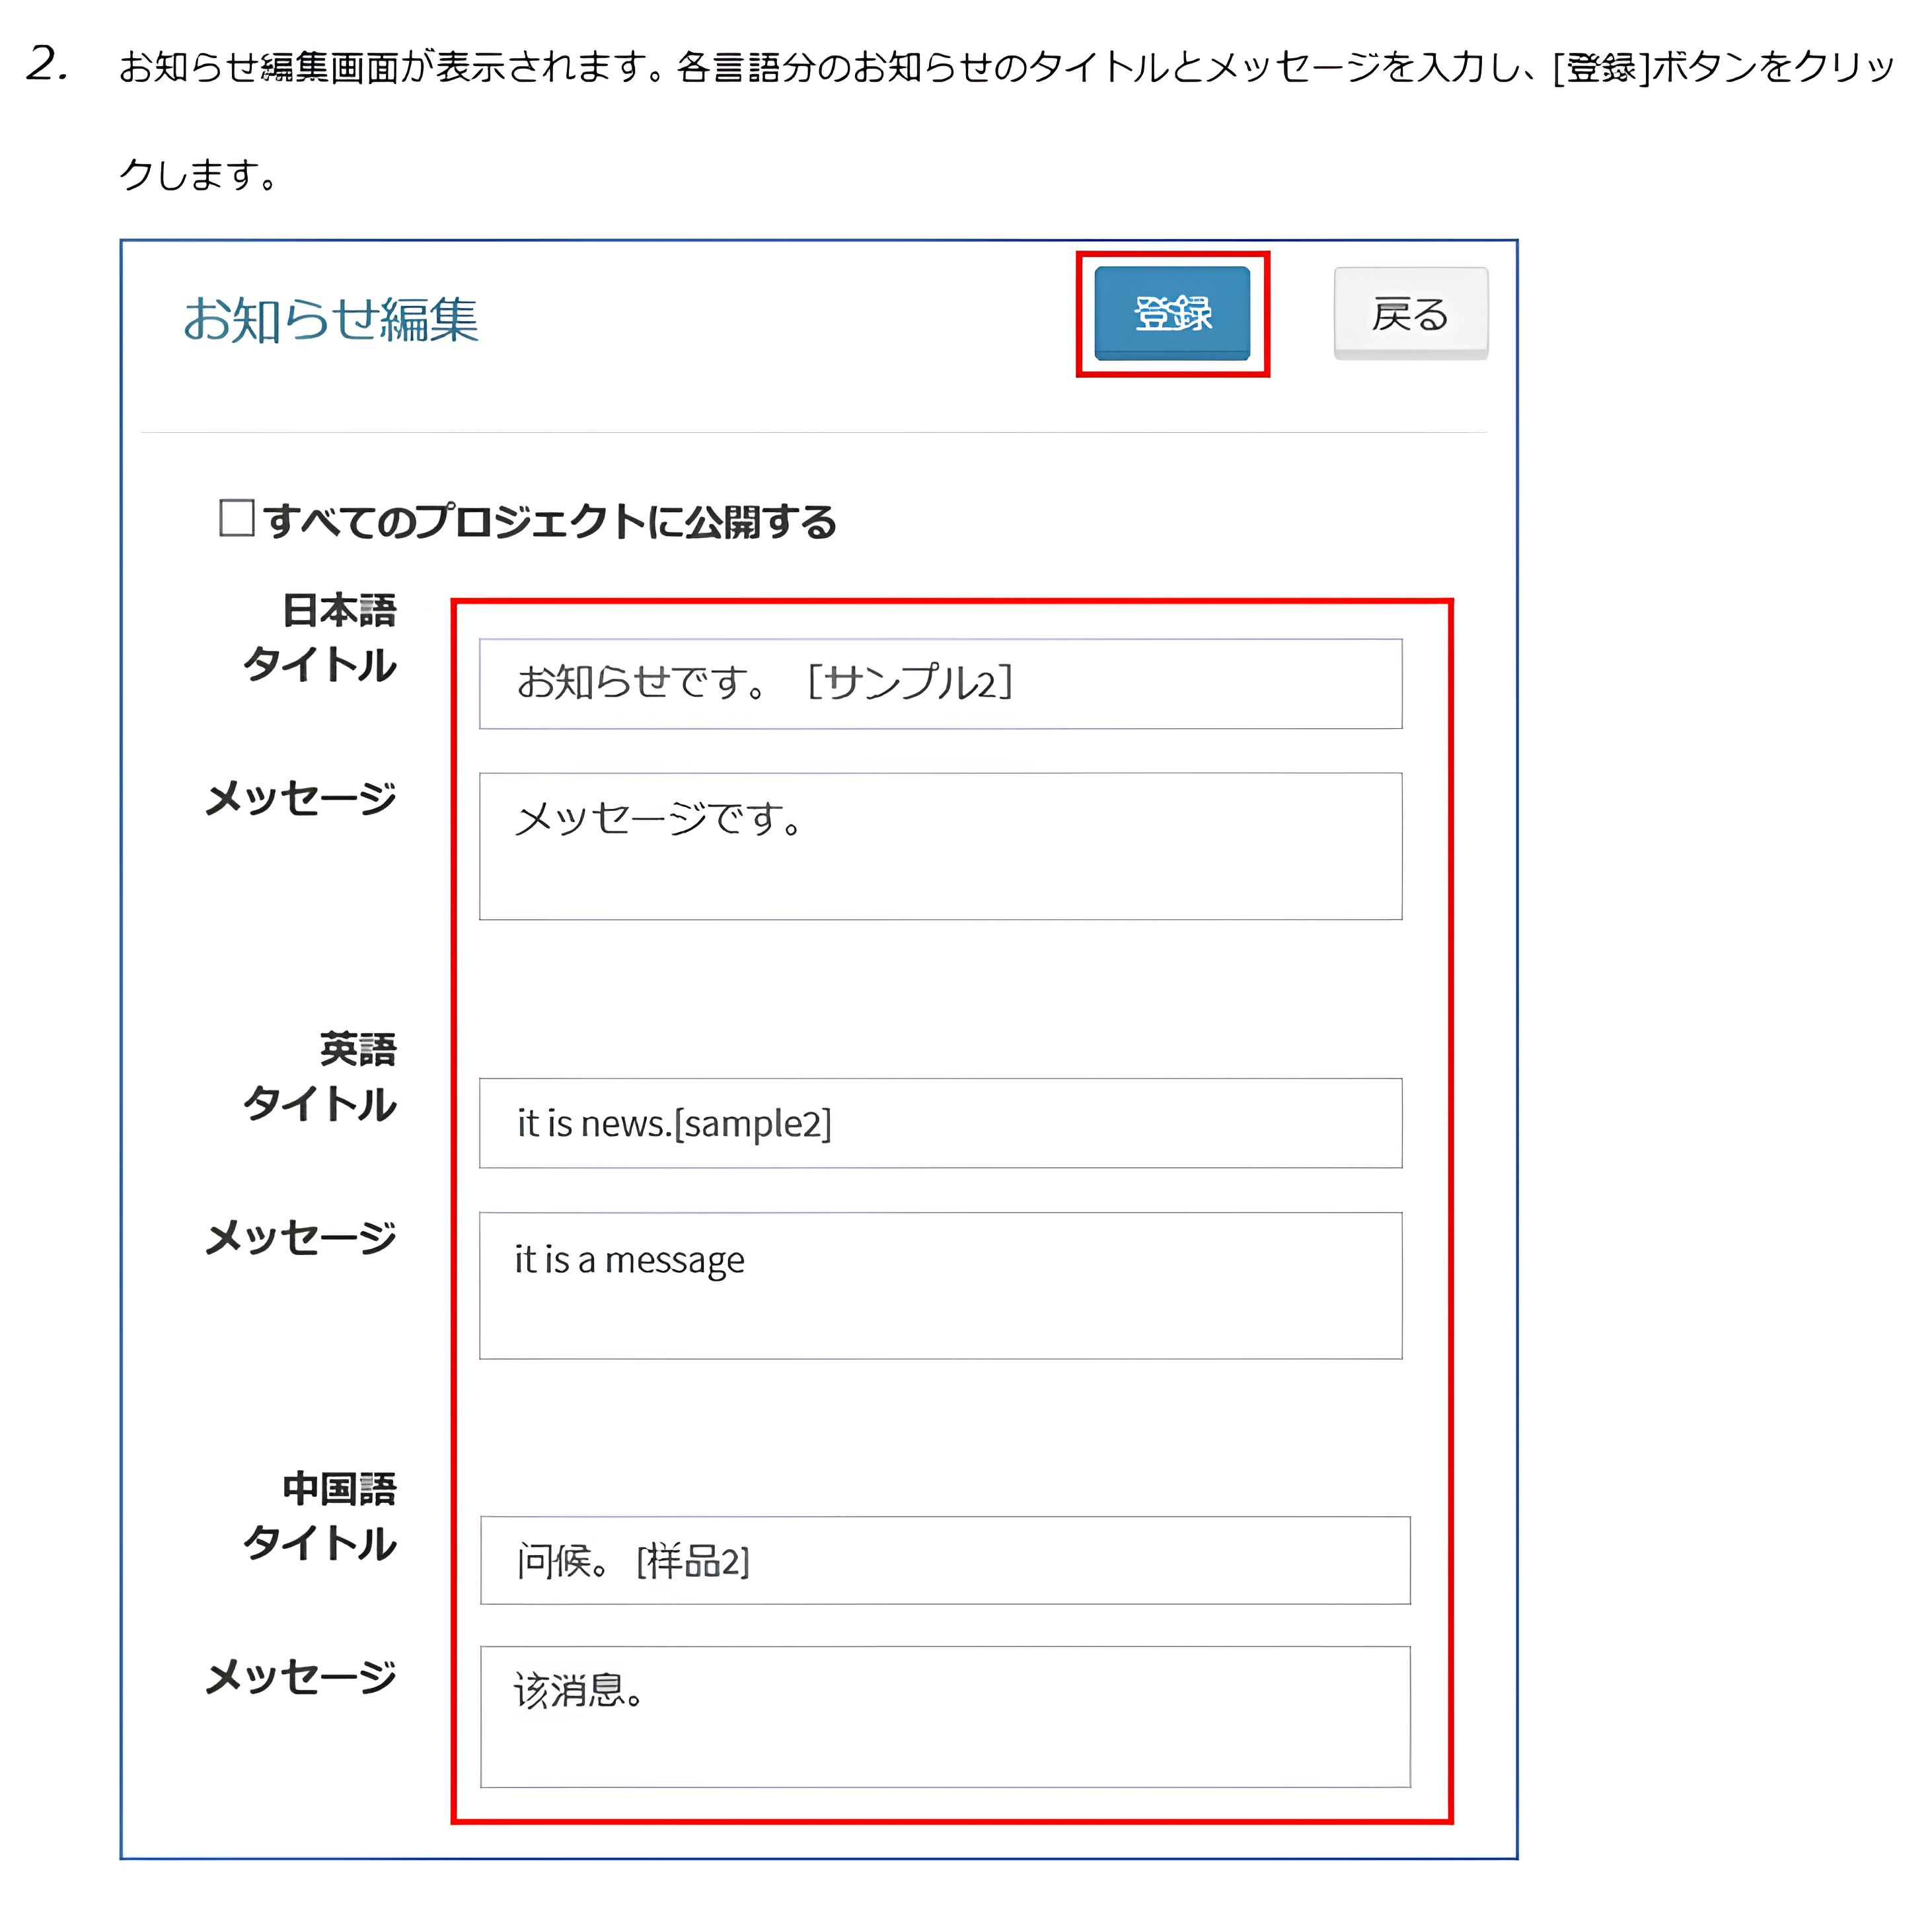 2. お知らせ編集画面が表示されます。各言語分のお知らせのタイトルとメッセージを入力し、[登録]ボタンをクリッ
クします。
お知らせ編集
登録
戻る
すべてのプロジェクトに公開する
日本語
タイトル
お知らせです。 [サンプル2]
メッセージ
メッセージです。
英語
タイトル
it is news.[sample2]
メッセージ
it is a message
中国語
タイトル
问候。[样品2]
メッセージ
该消息。